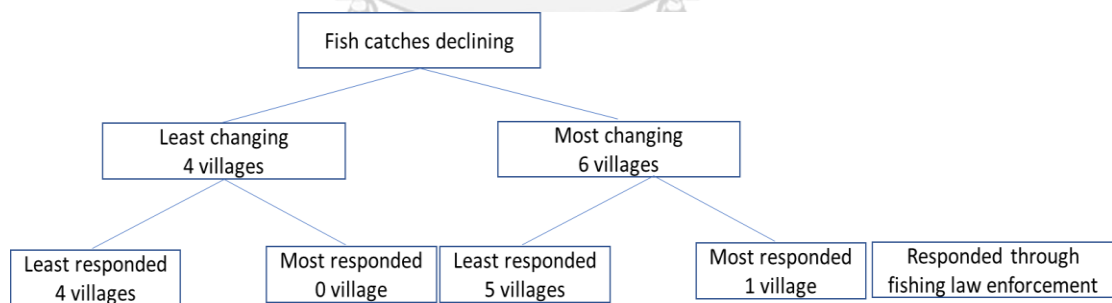 Fish catches declining
Least changing
4 villages
Most changing
6 villages
Least responded
4 villages
Most responded
0 village
Least responded
5 villages
Most responded
1 village
Responded through
fishing law enforcement